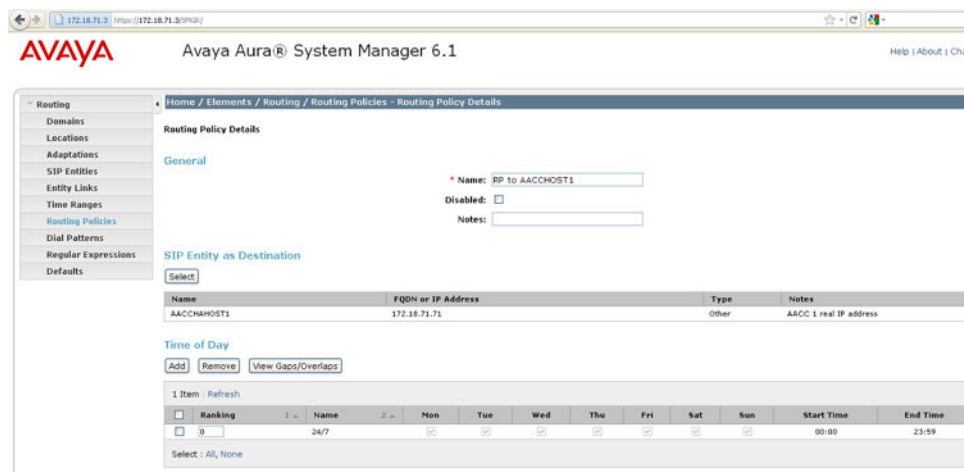 172.18.71.3 https://172.18.71.3/SMGR/
AVAYA
Avaya Aura® System Manager 6.1
Help | About | Cha
Routing
Domains
Locations
Adaptations
SIP Entities
Entity Links
Time Ranges
Routing Policies
Dial Patterns
Regular Expressions
Defaults
Home / Elements / Routing / Routing Policies - Routing Policy Details
Routing Policy Details
General
* Name: RP to AACCHOST1
Disabled:
Notes:
SIP Entity as Destination
Select
Name FQDN or IP Address Type Notes
AACCHAHOST1 172.18.71.71 Other AACC 1 real IP address
Time of Day
Add Remove View Gaps/Overlaps
1 Item Refresh
Ranking 1 Name 2 Mon Tue Wed Thu Fri Sat Sun Start Time End Time
0 24/7 00:00 23:59
Select : All, None